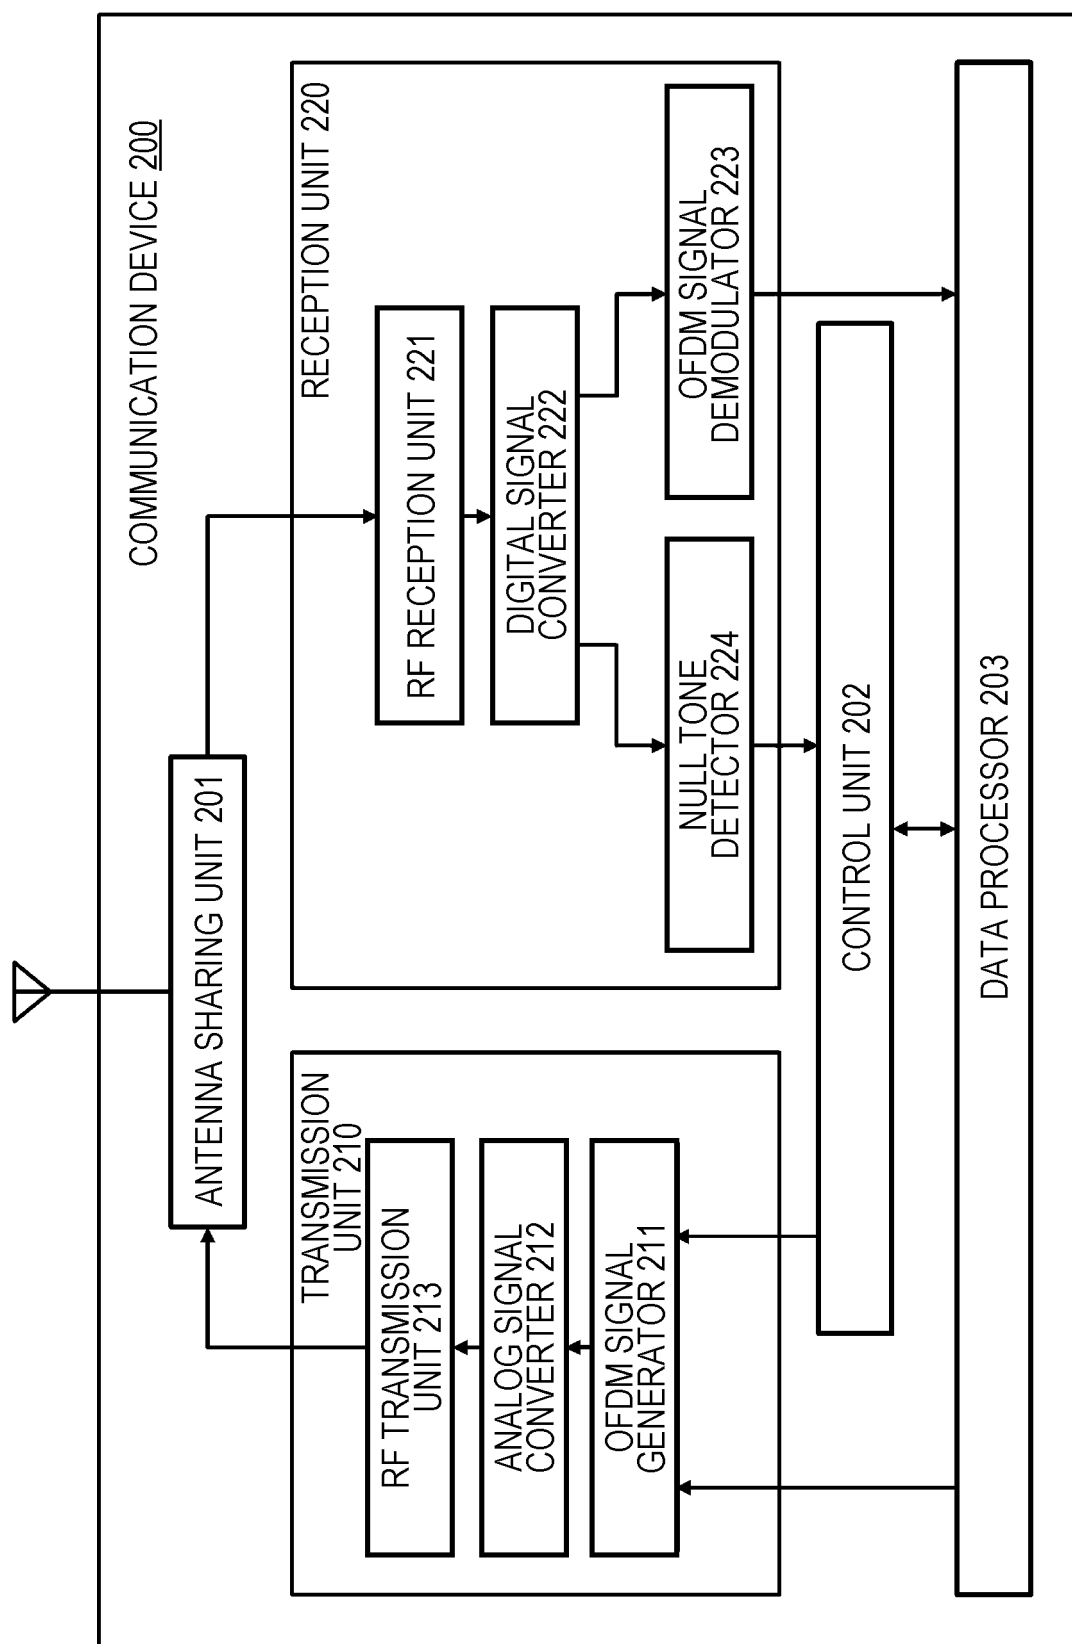 COMMUNICATION DEVICE 200
ANTENNA SHARING UNIT 201
TRANSMISSION
UNIT 210
RF TRANSMISSION
UNIT 213
ANALOG SIGNAL
CONVERTER 212
OFDM SIGNAL
GENERATOR 211
RECEPTION UNIT 220
RF RECEPTION UNIT 221
DIGITAL SIGNAL
CONVERTER 222
NULL TONE
DETECTOR 224
OFDM SIGNAL
DEMODULATOR 223
CONTROL UNIT 202
DATA PROCESSOR 203